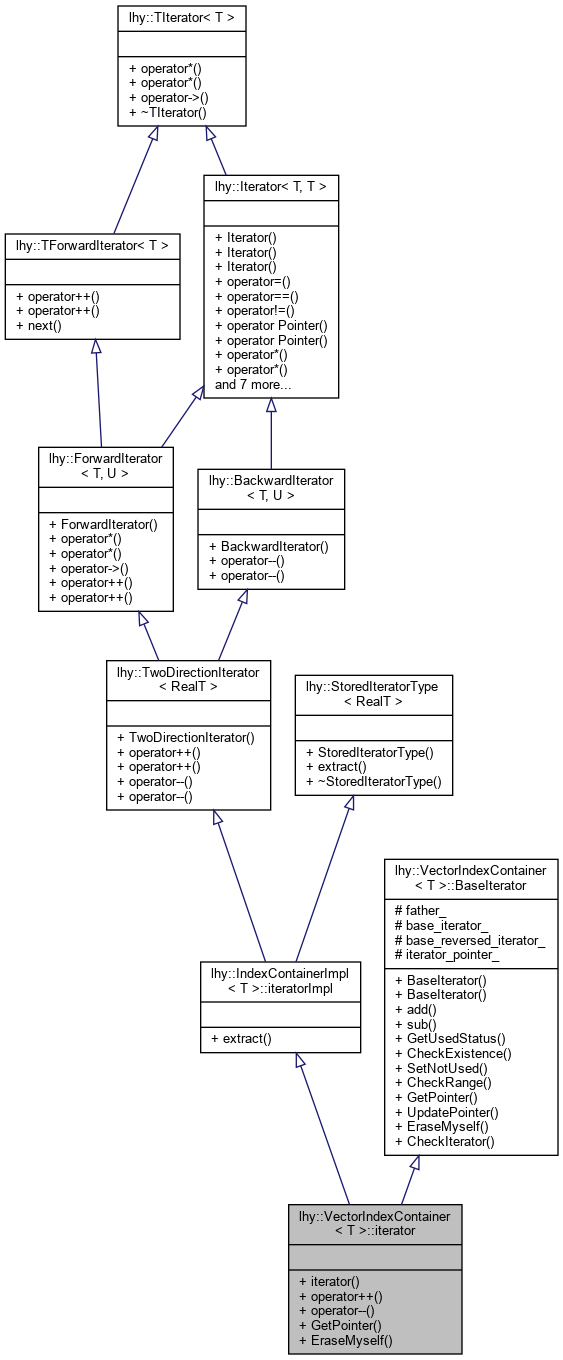 lhy::TIterator< T >
+ operator*()
+ operator*()
+ operator->()
+ ~TIterator()
lhy::Iterator< T, T >
+ Iterator()
+ Iterator()
+ Iterator()
+ operator=()
+ operator==()
+ operator!=()
+ operator Pointer()
+ operator Pointer()
+ operator*()
+ operator*()
and 7 more...
lhy::TForwardIterator< T >
+ operator++()
+ operator++()
+ next()
lhy::ForwardIterator
< T, U >
+ ForwardIterator()
+ operator*()
+ operator*()
+ operator->()
+ operator++()
+ operator++()
lhy::BackwardIterator
< T, U >
+ BackwardIterator()
+ operator--()
+ operator--()
lhy::TwoDirectionIterator
< RealT >
+ TwoDirectionIterator()
+ operator++()
+ operator++()
+ operator--()
+ operator--()
lhy::StoredIteratorType
< RealT >
+ StoredIteratorType()
+ extract()
+ ~StoredIteratorType()
lhy::VectorIndexContainer
< T >::BaseIterator
# father_
# base_iterator_
# base_reversed_iterator_
# iterator_pointer_
+ BaseIterator()
+ BaseIterator()
+ add()
+ sub()
+ GetUsedStatus()
+ CheckExistence()
+ SetNotUsed()
+ CheckRange()
+ GetPointer()
+ UpdatePointer()
+ EraseMyself()
+ CheckIterator()
lhy::IndexContainerImpl
< T >::iteratorImpl
+ extract()
lhy::VectorIndexContainer
< T >::iterator
+ iterator()
+ operator++()
+ operator--()
+ GetPointer()
+ EraseMyself()